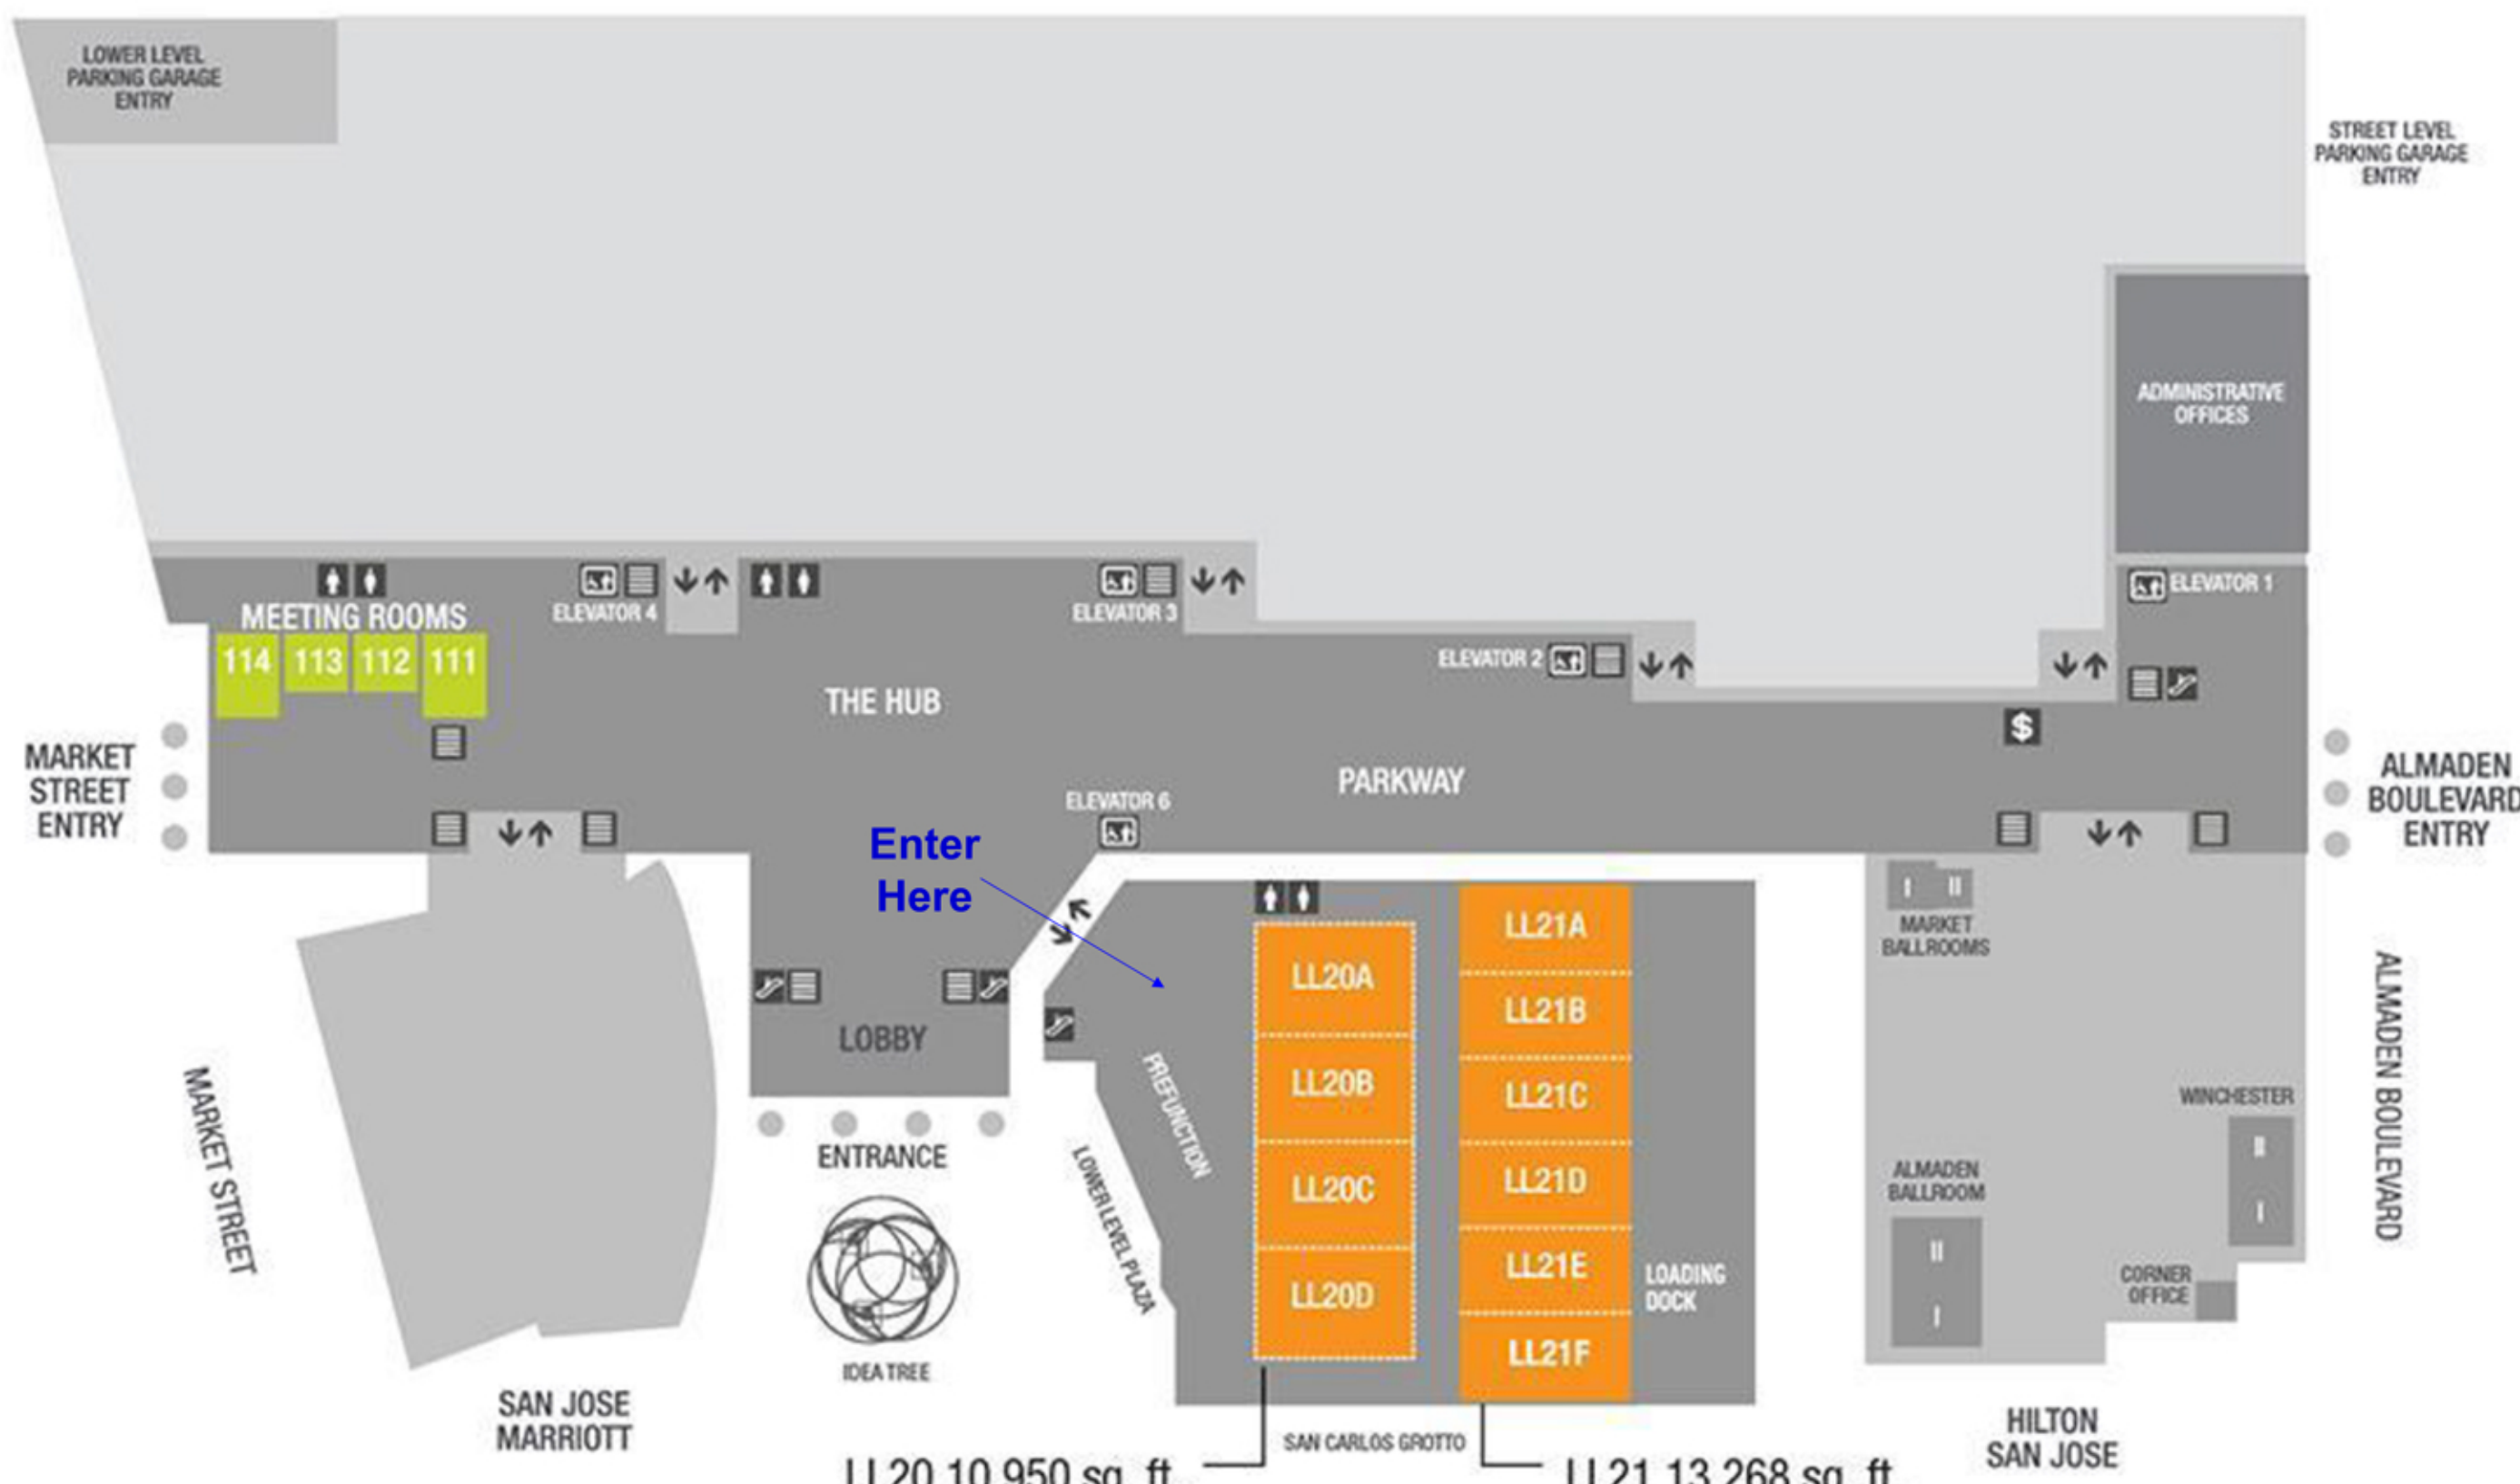 LOWER LEVEL
PARKING GARAGE
ENTRY
STREET LEVEL
PARKING GARAGE
ENTRY
ADMINISTRATIVE
OFFICES
ELEVATOR 1
MEETING ROOMS
114
113
112
111
ELEVATOR 4
ELEVATOR 3
ELEVATOR 2
THE HUB
$
MARKET
STREET
ENTRY
PARKWAY
ALMADEN
BOULEVARD
ENTRY
ELEVATOR 6
Enter
Here
LOBBY
ENTRANCE
IDEA TREE
MARKET STREET
SAN JOSE
MARRIOTT
PREFUNCTION
LOWER LEVEL PLAZA
LL20A
LL20B
LL20C
LL20D
LL21A
LL21B
LL21C
LL21D
LL21E
LL21F
LOADING
DOCK
SAN CARLOS GROTTO
LL20 10,950 sq. ft.
LL21 13,268 sq. ft.
I II
MARKET
BALLROOMS
WINCHESTER
II
I
ALMADEN
BALLROOM
II
I
CORNER
OFFICE
ALMADEN BOULEVARD
HILTON
SAN JOSE